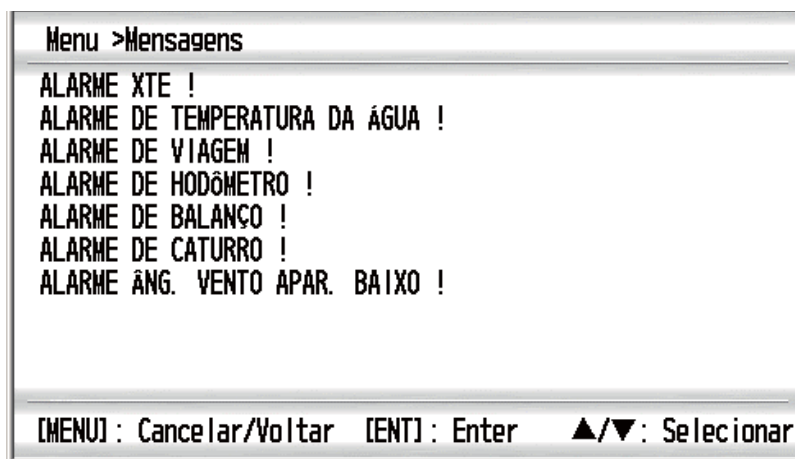 Menu >Mensagens
ALARME XTE !
ALARME DE TEMPERATURA DA ÁGUA !
ALARME DE VIAGEM !
ALARME DE HODÔMETRO !
ALARME DE BALANÇO !
ALARME DE CATURRO !
ALARME ÂNG. VENTO APAR. BAIXO !
[MENU]: Cancelar/Voltar [ENT]: Enter ▲/▼: Selecionar